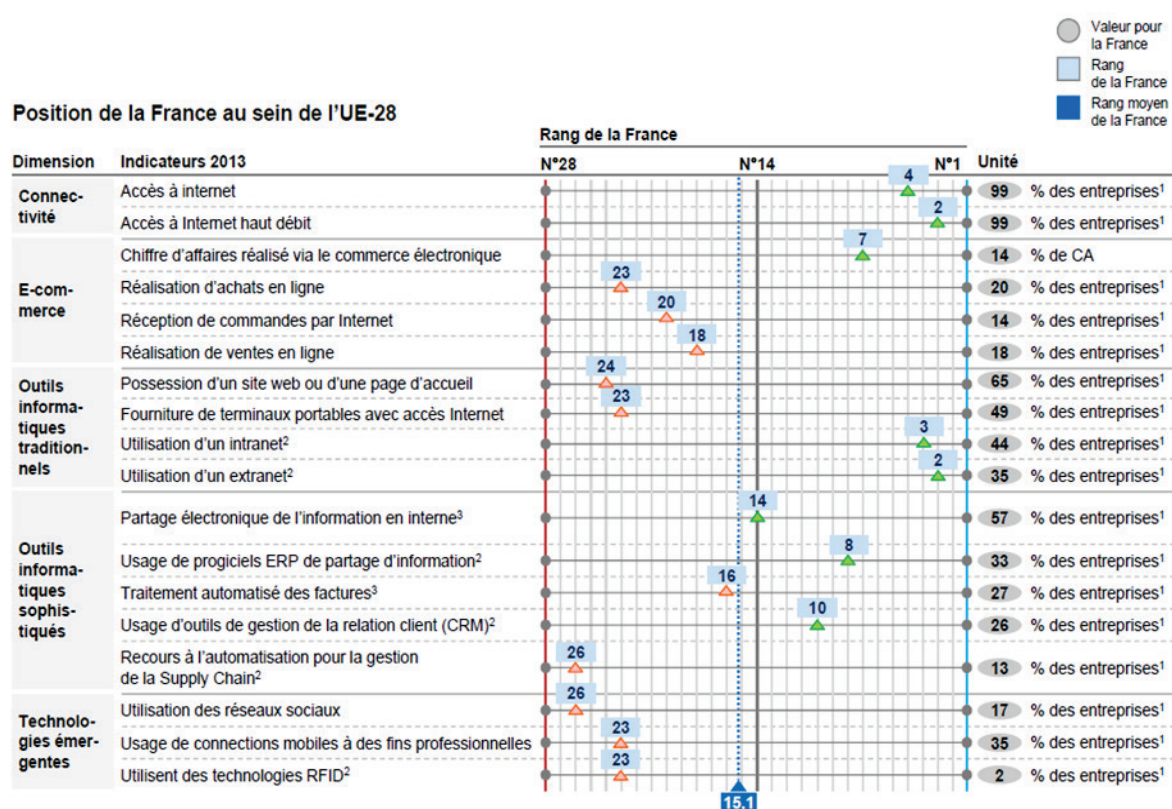 Valeur pour
la France
Rang
de la France
Rang moyen
de la France
Position de la France au sein de l'UE-28
Rang de la France
Dimension Indicateurs 2013 N°28 N°14 N°1 Unité
Connec-
tivité
Accès à internet 4 99 % des entreprises¹
Accès à Internet haut débit 2 99 % des entreprises¹
E-com-
merce
Chiffre d'affaires réalisé via le commerce électronique 7 14 % de CA
Réalisation d'achats en ligne 23 20 % des entreprises¹
Réception de commandes par Internet 20 14 % des entreprises¹
Réalisation de ventes en ligne 18 18 % des entreprises¹
Outils
informa-
tiques
tradition-
nels
Possession d'un site web ou d'une page d'accueil 24 65 % des entreprises¹
Fourniture de terminaux portables avec accès Internet 23 49 % des entreprises¹
Utilisation d'un intranet² 3 44 % des entreprises¹
Utilisation d'un extranet² 2 35 % des entreprises¹
Outils
informa-
tiques
sophis-
tiqués
Partage électronique de l'information en interne³ 14 57 % des entreprises¹
Usage de progiciels ERP de partage d'information² 8 33 % des entreprises¹
Traitement automatisé des factures³ 16 27 % des entreprises¹
Usage d'outils de gestion de la relation client (CRM)² 10 26 % des entreprises¹
Recours à l'automatisation pour la gestion
de la Supply Chain² 26 13 % des entreprises¹
Technolo-
gies émer-
gentes
Utilisation des réseaux sociaux 26 17 % des entreprises¹
Usage de connections mobiles à des fins professionnelles 23 35 % des entreprises¹
Utilisent des technologies RFID² 23 2 % des entreprises¹
15.1